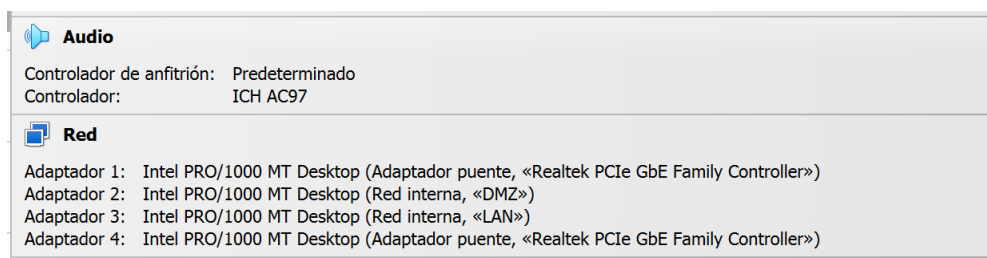 Audio
Controlador de anfitrión: Predeterminado
Controlador: ICH AC97
Red
Adaptador 1: Intel PRO/1000 MT Desktop (Adaptador puente, «Realtek PCIe GbE Family Controller»)
Adaptador 2: Intel PRO/1000 MT Desktop (Red interna, «DMZ»)
Adaptador 3: Intel PRO/1000 MT Desktop (Red interna, «LAN»)
Adaptador 4: Intel PRO/1000 MT Desktop (Adaptador puente, «Realtek PCIe GbE Family Controller»)